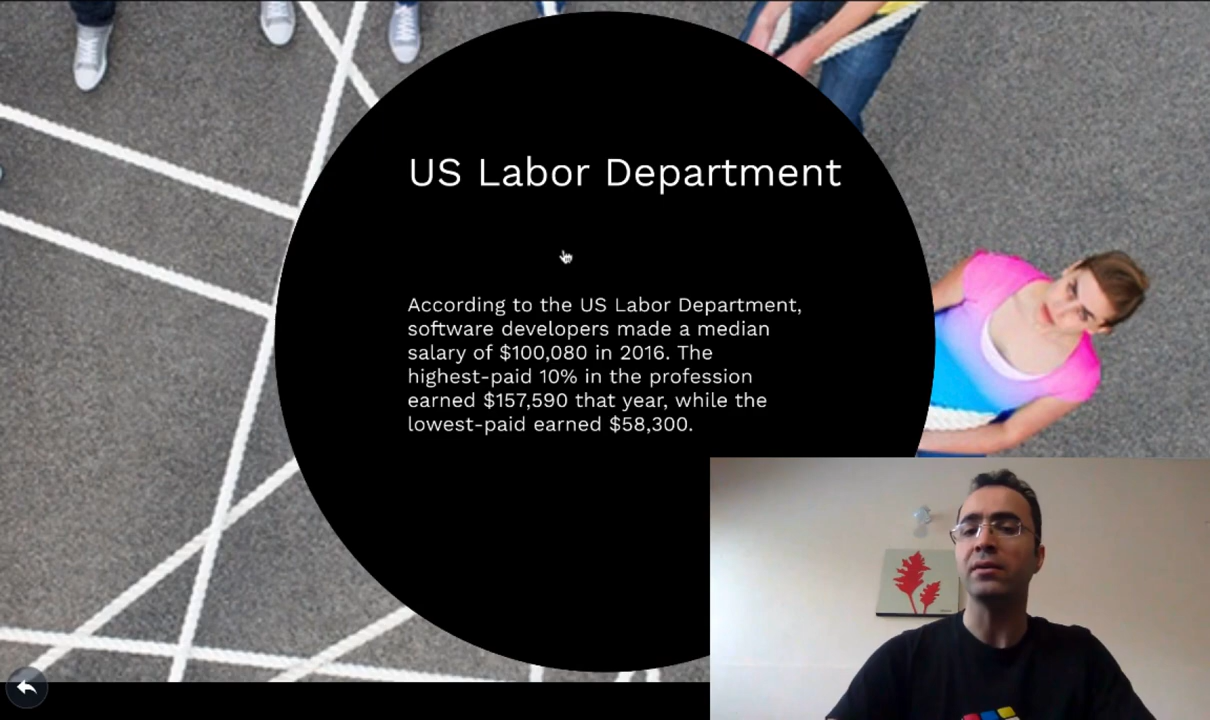 US Labor Department
According to the US Labor Department,
software developers made a median
salary of $100,080 in 2016. The
highest-paid 10% in the profession
earned $157,590 that year, while the
lowest-paid earned $58,300.